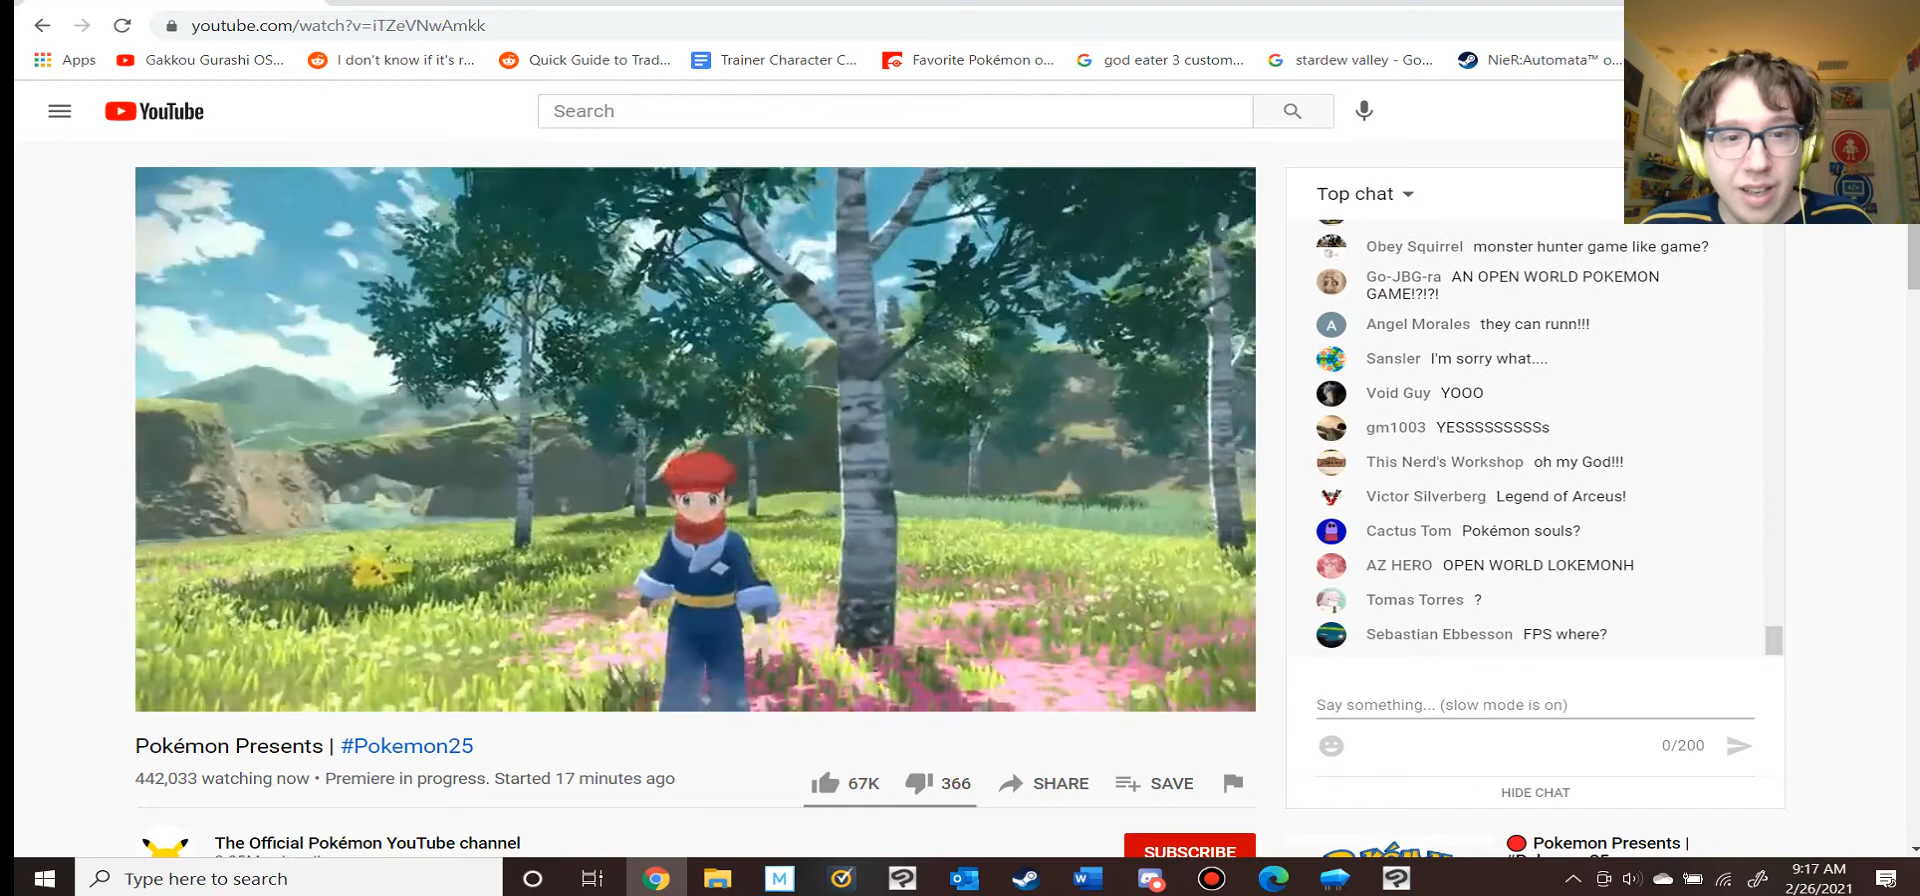 youtube.com/watch?v=iTZeVNwAmkk
Apps Gakkou Gurashi OS... I don't know if it's r... Quick Guide to Trad... Trainer Character C... Favorite Pokémon o... god eater 3 custom... stardew valley - Go... NieR:Automata™ o...
YouTube
Search
Top chat
Obey Squirrel monster hunter game like game?
Go-JBG-ra AN OPEN WORLD POKEMON
GAME!?!?!
A Angel Morales they can runn!!!
Sansler I'm sorry what....
Void Guy YOOO
gm1003 YESSSSSSSSSs
This Nerd's Workshop oh my God!!!
Victor Silverberg Legend of Arceus!
Cactus Tom Pokémon souls?
AZ HERO OPEN WORLD LOKEMONH
Tomas Torres ?
Sebastian Ebbesson FPS where?
Say something... (slow mode is on)
0/200
HIDE CHAT
Pokémon Presents | #Pokemon25
442,033 watching now • Premiere in progress. Started 17 minutes ago
67K 366 SHARE SAVE
The Official Pokémon YouTube channel
SUBSCRIBE
Pokemon Presents |
Type here to search
9:17 AM
2/26/2021